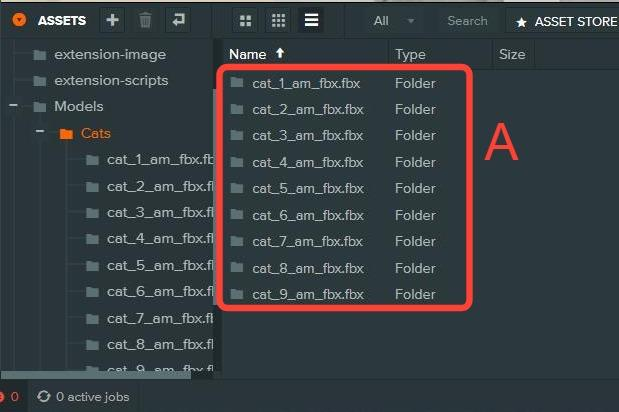 ASSETS
All
Search
ASSET STORE
extension-image
extension-scripts
Models
Cats
cat_1_am_fbx.fb
cat_2_am_fbx.fb
cat_3_am_fbx.fl
cat_4_am_fbx.fl
cat_5_am_fbx.fl
cat_6_am_fbx.fl
cat_7_am_fbx.fl
cat_8_am_fbx.fl
cat_9_am_fbx.fl
Name Type Size
cat_1_am_fbx.fbx Folder
cat_2_am_fbx.fbx Folder
cat_3_am_fbx.fbx Folder
cat_4_am_fbx.fbx Folder
cat_5_am_fbx.fbx Folder
cat_6_am_fbx.fbx Folder
cat_7_am_fbx.fbx Folder
cat_8_am_fbx.fbx Folder
cat_9_am_fbx.fbx Folder
A
0
0 active jobs